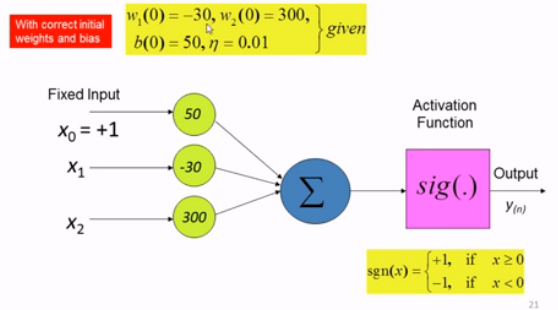 With correct initial
weights and bias
w₁(0) = −30, w₂(0) = 300,
b(0) = 50, η = 0.01
given
Fixed Input
x₀ = +1
50
x₁
-30
x₂
300
Σ
Activation
Function
sig(.)
Output
y(n)
sgn(x) = { +1, if x ≥ 0
−1, if x < 0
21